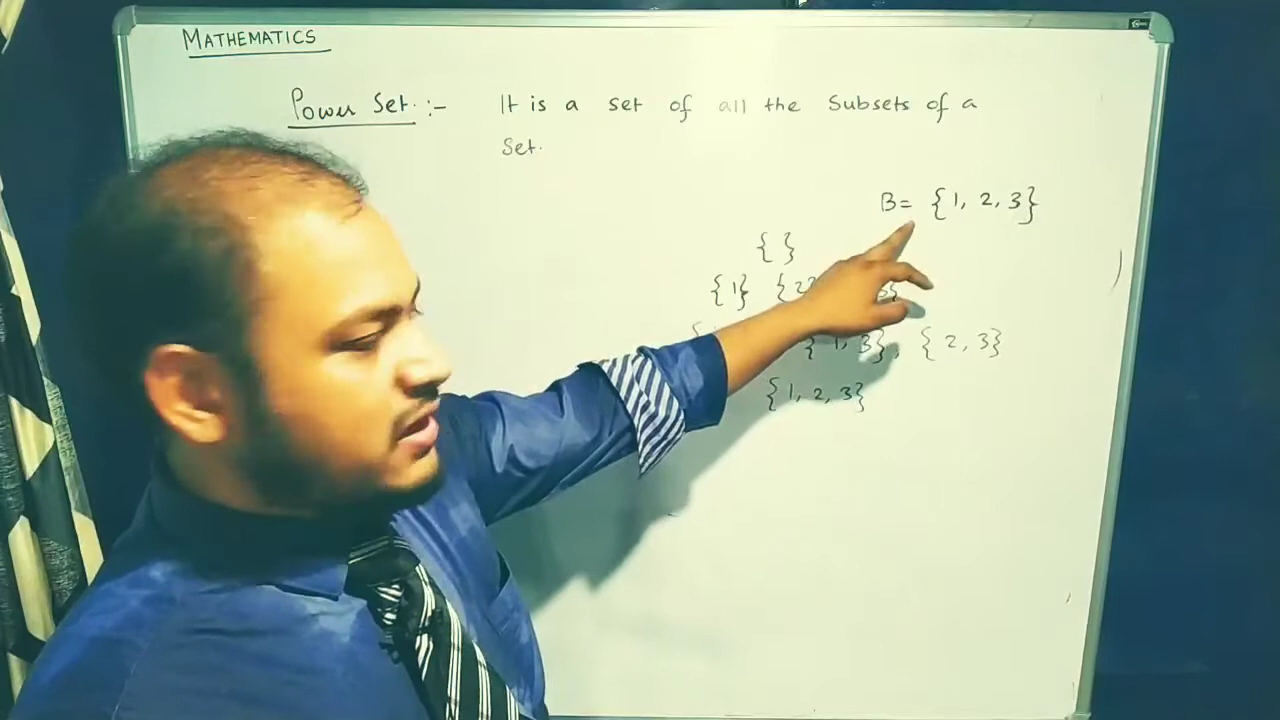 MATHEMATICS
Power Set :- It is a set of all the Subsets of a
Set.
B= {1, 2, 3}
{ }
{1} {2 3}
{ {1, 3}, {2, 3}
{1, 2, 3}